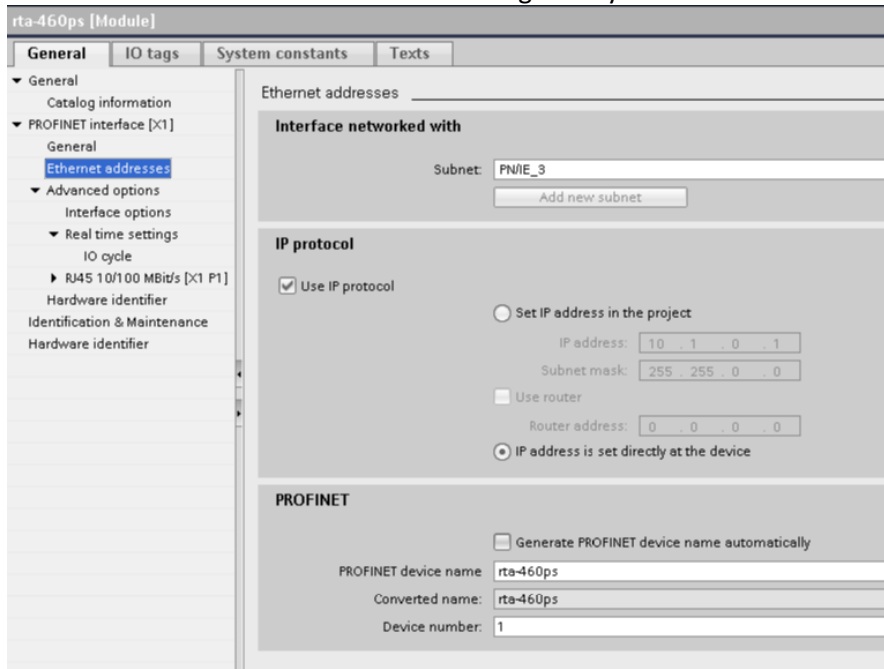 rta-460ps [Module]
General
IO tags
System constants
Texts
General
Catalog information
PROFINET interface [X1]
General
Ethernet addresses
Advanced options
Interface options
Real time settings
IO cycle
RJ45 10/100 MBit/s [X1 P1]
Hardware identifier
Identification & Maintenance
Hardware identifier
Ethernet addresses
Interface networked with
Subnet: PN/IE_3
Add new subnet
IP protocol
Use IP protocol
Set IP address in the project
IP address: 10 . 1 . 0 . 1
Subnet mask: 255 . 255 . 0 . 0
Use router
Router address: 0 . 0 . 0 . 0
IP address is set directly at the device
PROFINET
Generate PROFINET device name automatically
PROFINET device name rta-460ps
Converted name: rta-460ps
Device number: 1